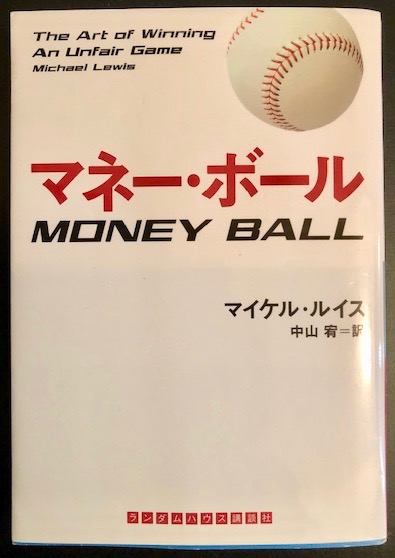 The Art of Winning
An Unfair Game
Michael Lewis
マネー・ボール
MONEY BALL
マイケル・ルイス
中山 宥＝訳
ランダムハウス講談社